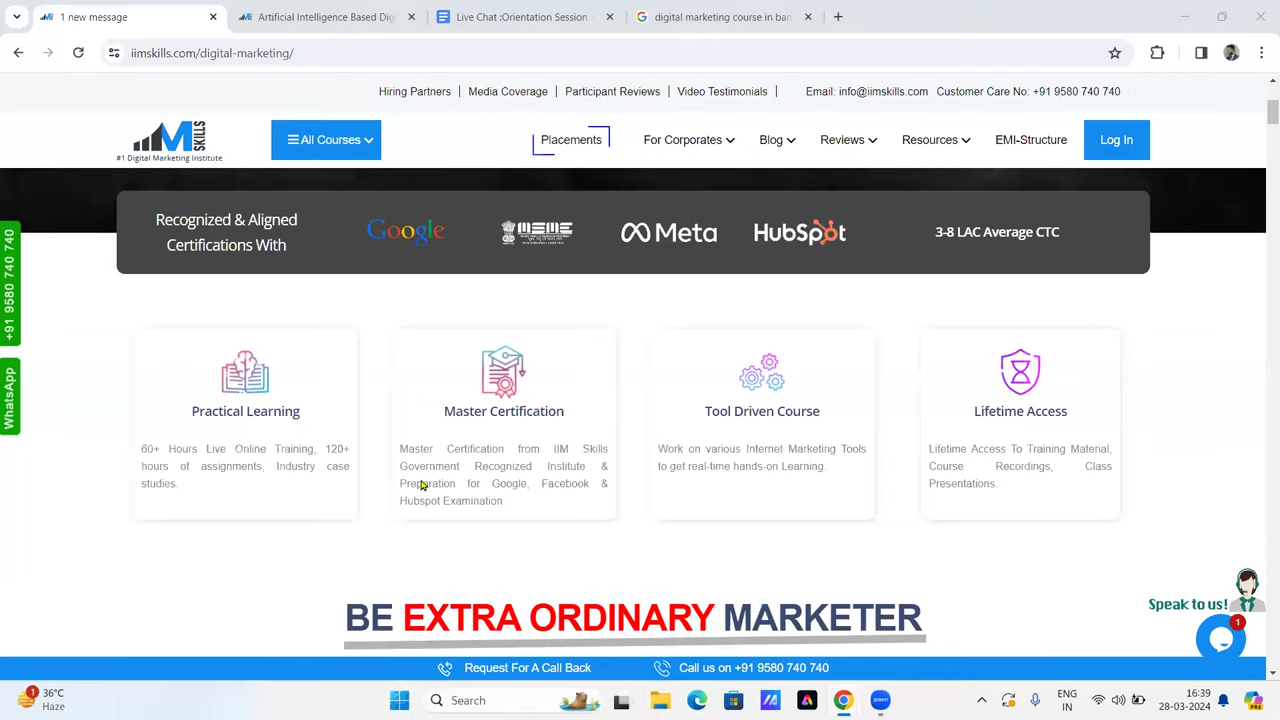 1 new message
Artificial Intelligence Based Digi
Live Chat :Orientation Session -
digital marketing course in ban
iimskills.com/digital-marketing/
Hiring Partners | Media Coverage | Participant Reviews | Video Testimonials | Email: info@iimskills.com Customer Care No: +91 9580 740 740
IIM SKILLS
#1 Digital Marketing Institute
All Courses
Placements
For Corporates
Blog
Reviews
Resources
EMI-Structure
Log In
Recognized & Aligned
Certifications With
Google
MSME
Meta
HubSpot
3-8 LAC Average CTC
+91 9580 740 740
WhatsApp
Practical Learning
60+ Hours Live Online Training, 120+
hours of assignments, Industry case
studies.
Master Certification
Master Certification from IIM Skills
Government Recognized Institute &
Preparation for Google, Facebook &
Hubspot Examination
Tool Driven Course
Work on various Internet Marketing Tools
to get real-time hands-on Learning.
Lifetime Access
Lifetime Access To Training Material,
Course Recordings, Class
Presentations.
BE EXTRA ORDINARY MARKETER
Speak to us!
1
Request For A Call Back
Call us on +91 9580 740 740
1
36°C
Haze
Search
zoom
ENG
IN
16:39
28-03-2024
PRE